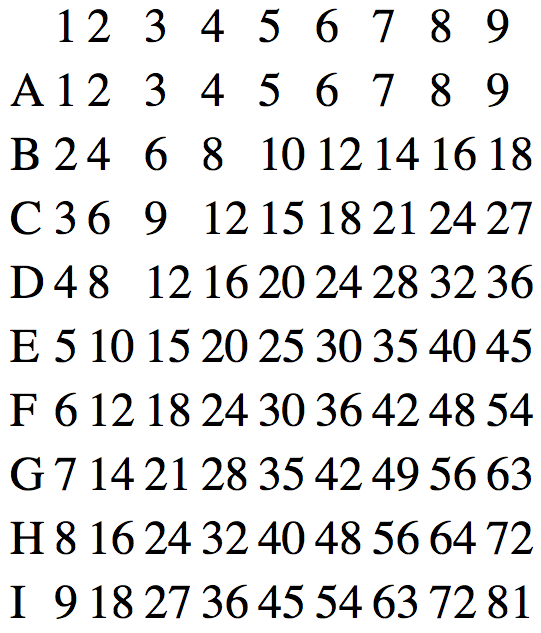 1 2 3 4 5 6 7 8 9
A 1 2 3 4 5 6 7 8 9
B 2 4 6 8 10 12 14 16 18
C 3 6 9 12 15 18 21 24 27
D 4 8 12 16 20 24 28 32 36
E 5 10 15 20 25 30 35 40 45
F 6 12 18 24 30 36 42 48 54
G 7 14 21 28 35 42 49 56 63
H 8 16 24 32 40 48 56 64 72
I 9 18 27 36 45 54 63 72 81